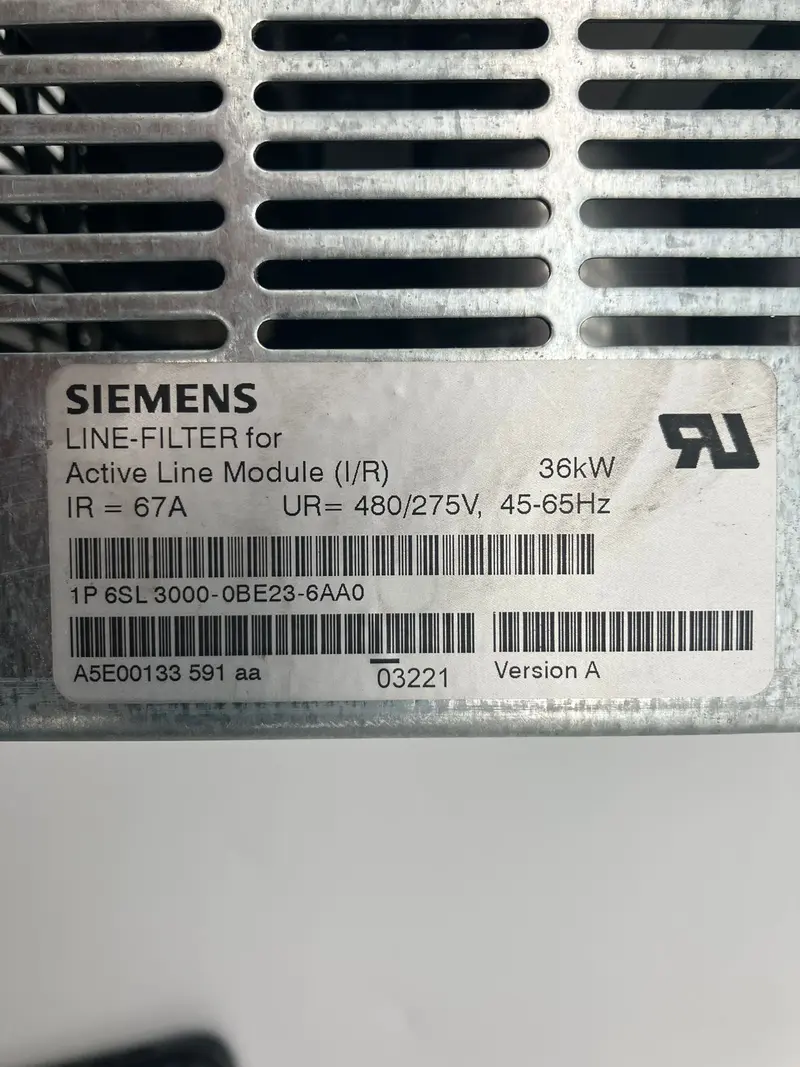 SIEMENS
LINE-FILTER for
Active Line Module (I/R) 36kW
IR = 67A UR= 480/275V, 45-65Hz
1P 6SL 3000-0BE23-6AA0
A5E00133 591 aa 03221 Version A